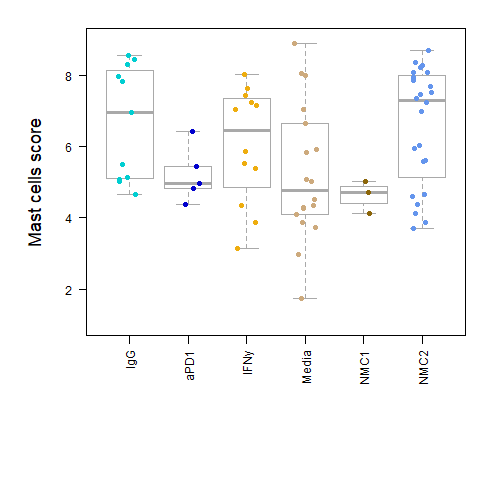 Mast cells score
8
6
4
2
IgG
aPD1
IFNy
Media
NMC1
NMC2